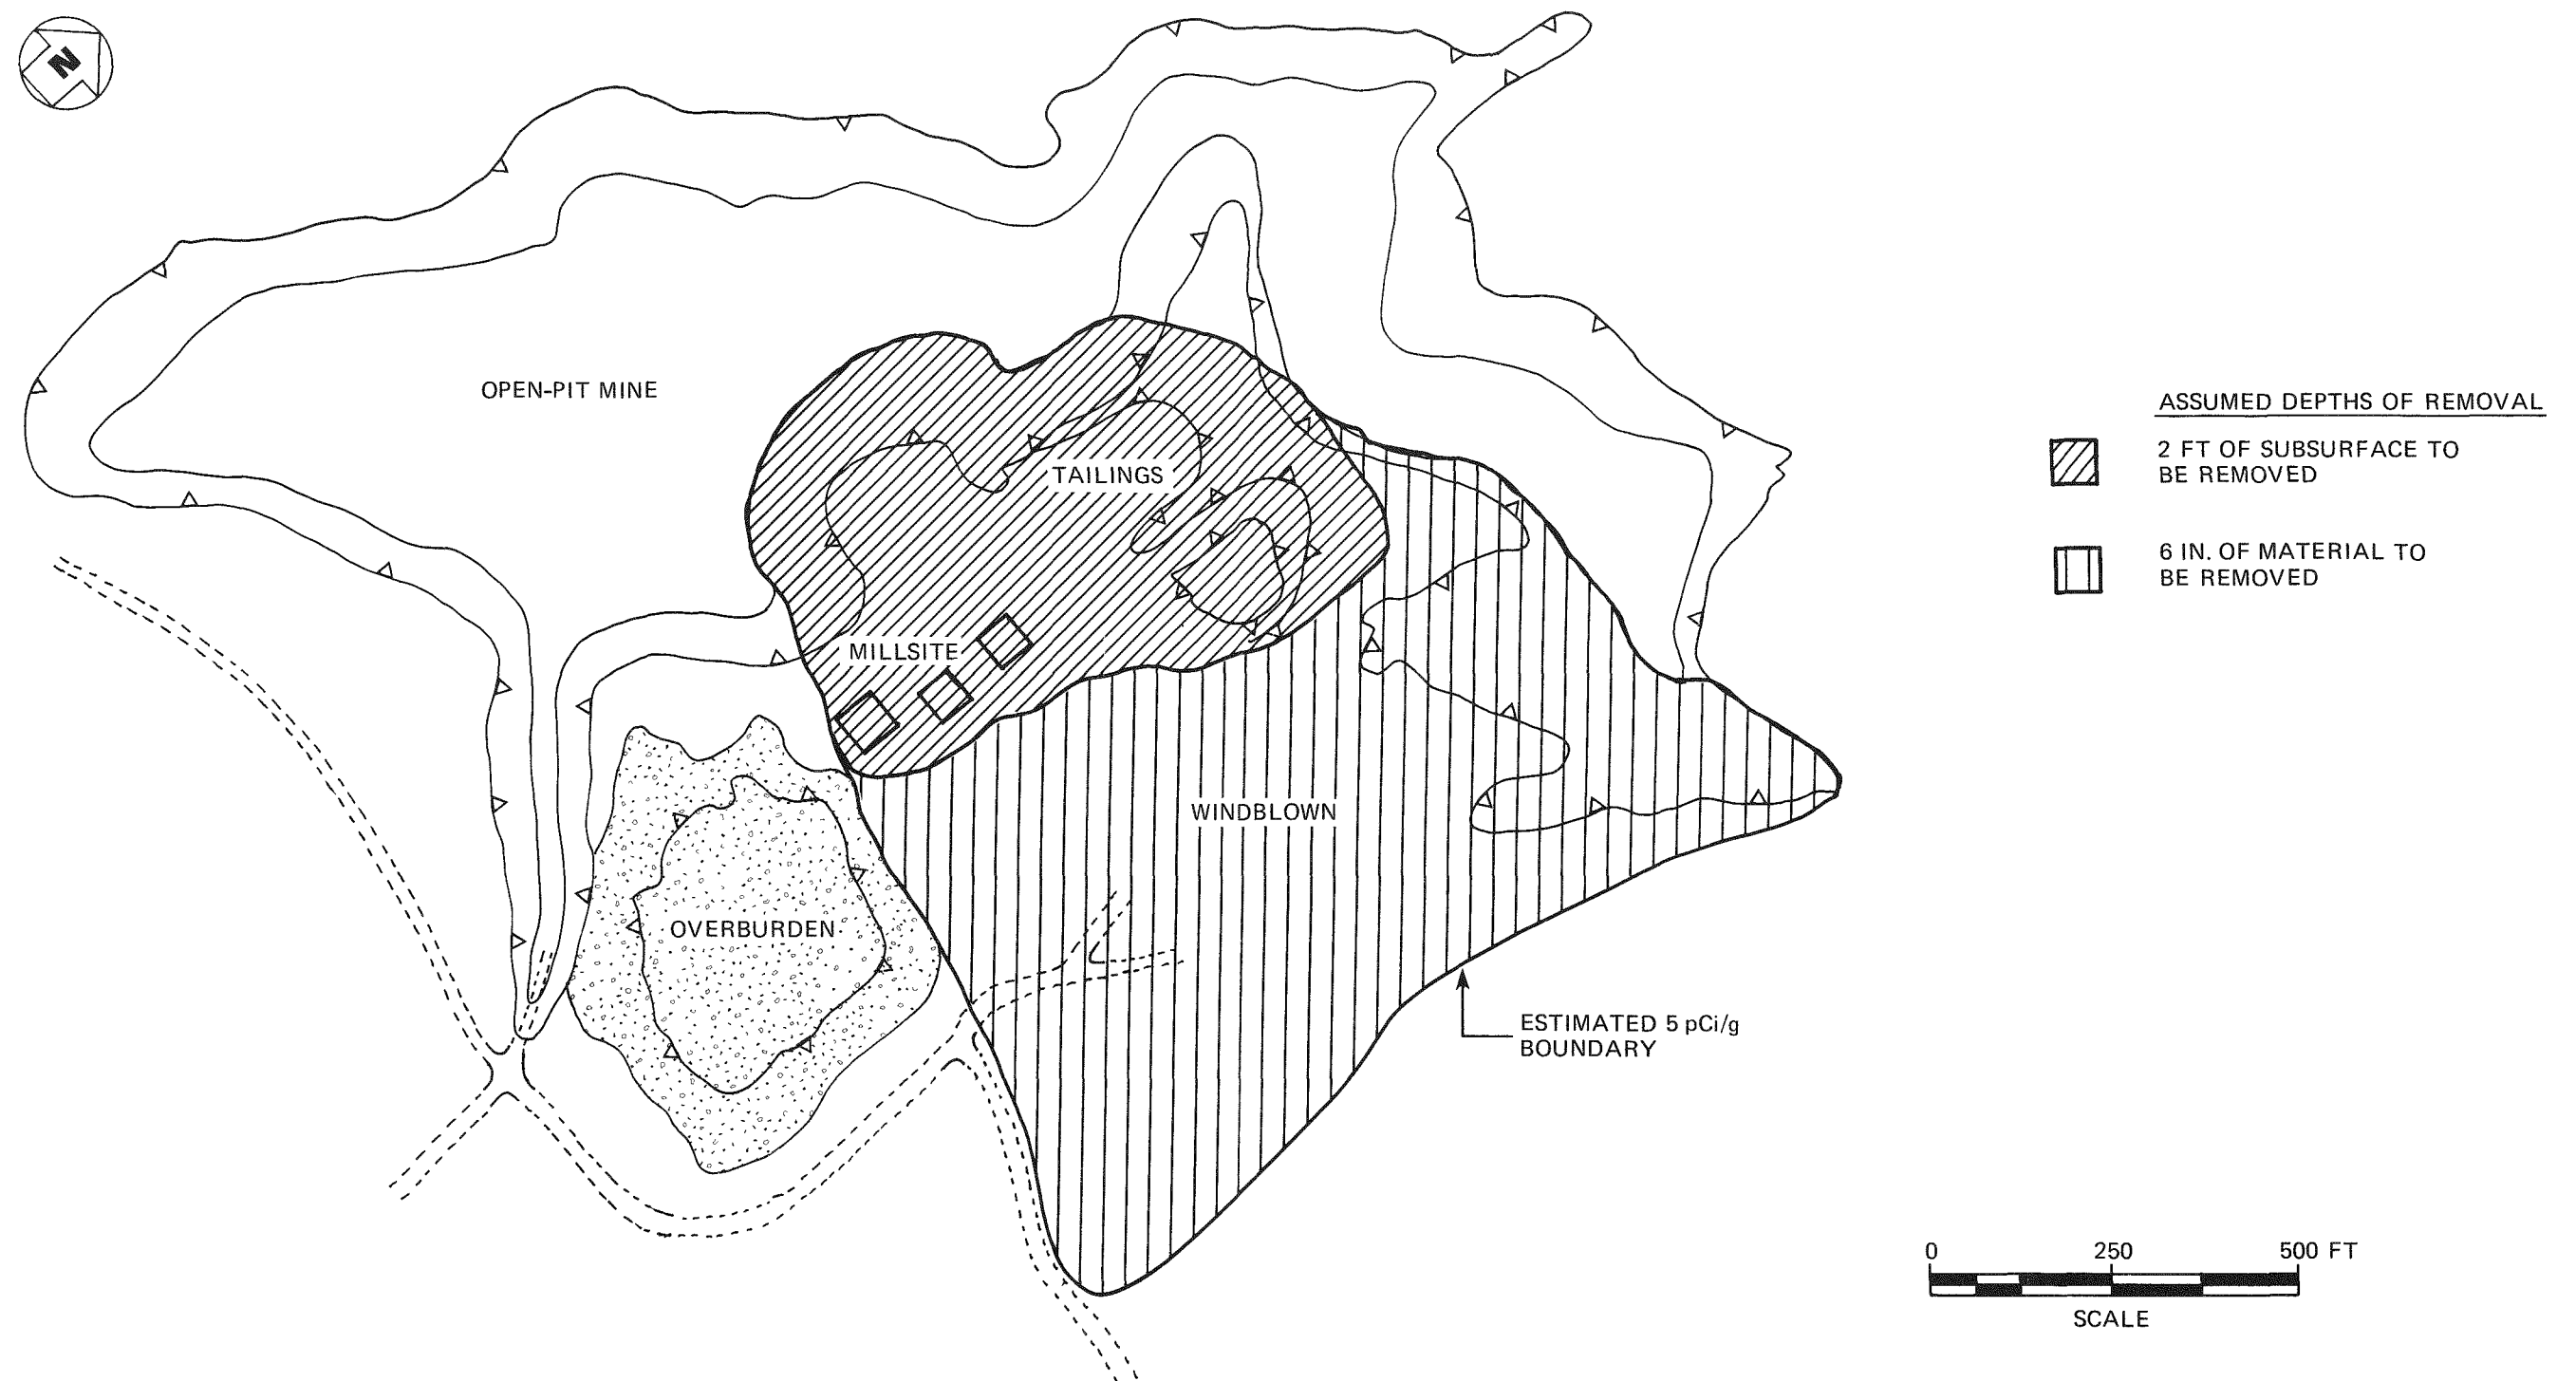 N
OPEN-PIT MINE
TAILINGS
MILLSITE
WINDBLOWN
OVERBURDEN
ESTIMATED 5 pCi/g
BOUNDARY
ASSUMED DEPTHS OF REMOVAL
2 FT OF SUBSURFACE TO
BE REMOVED
6 IN. OF MATERIAL TO
BE REMOVED
0 250 500 FT
SCALE